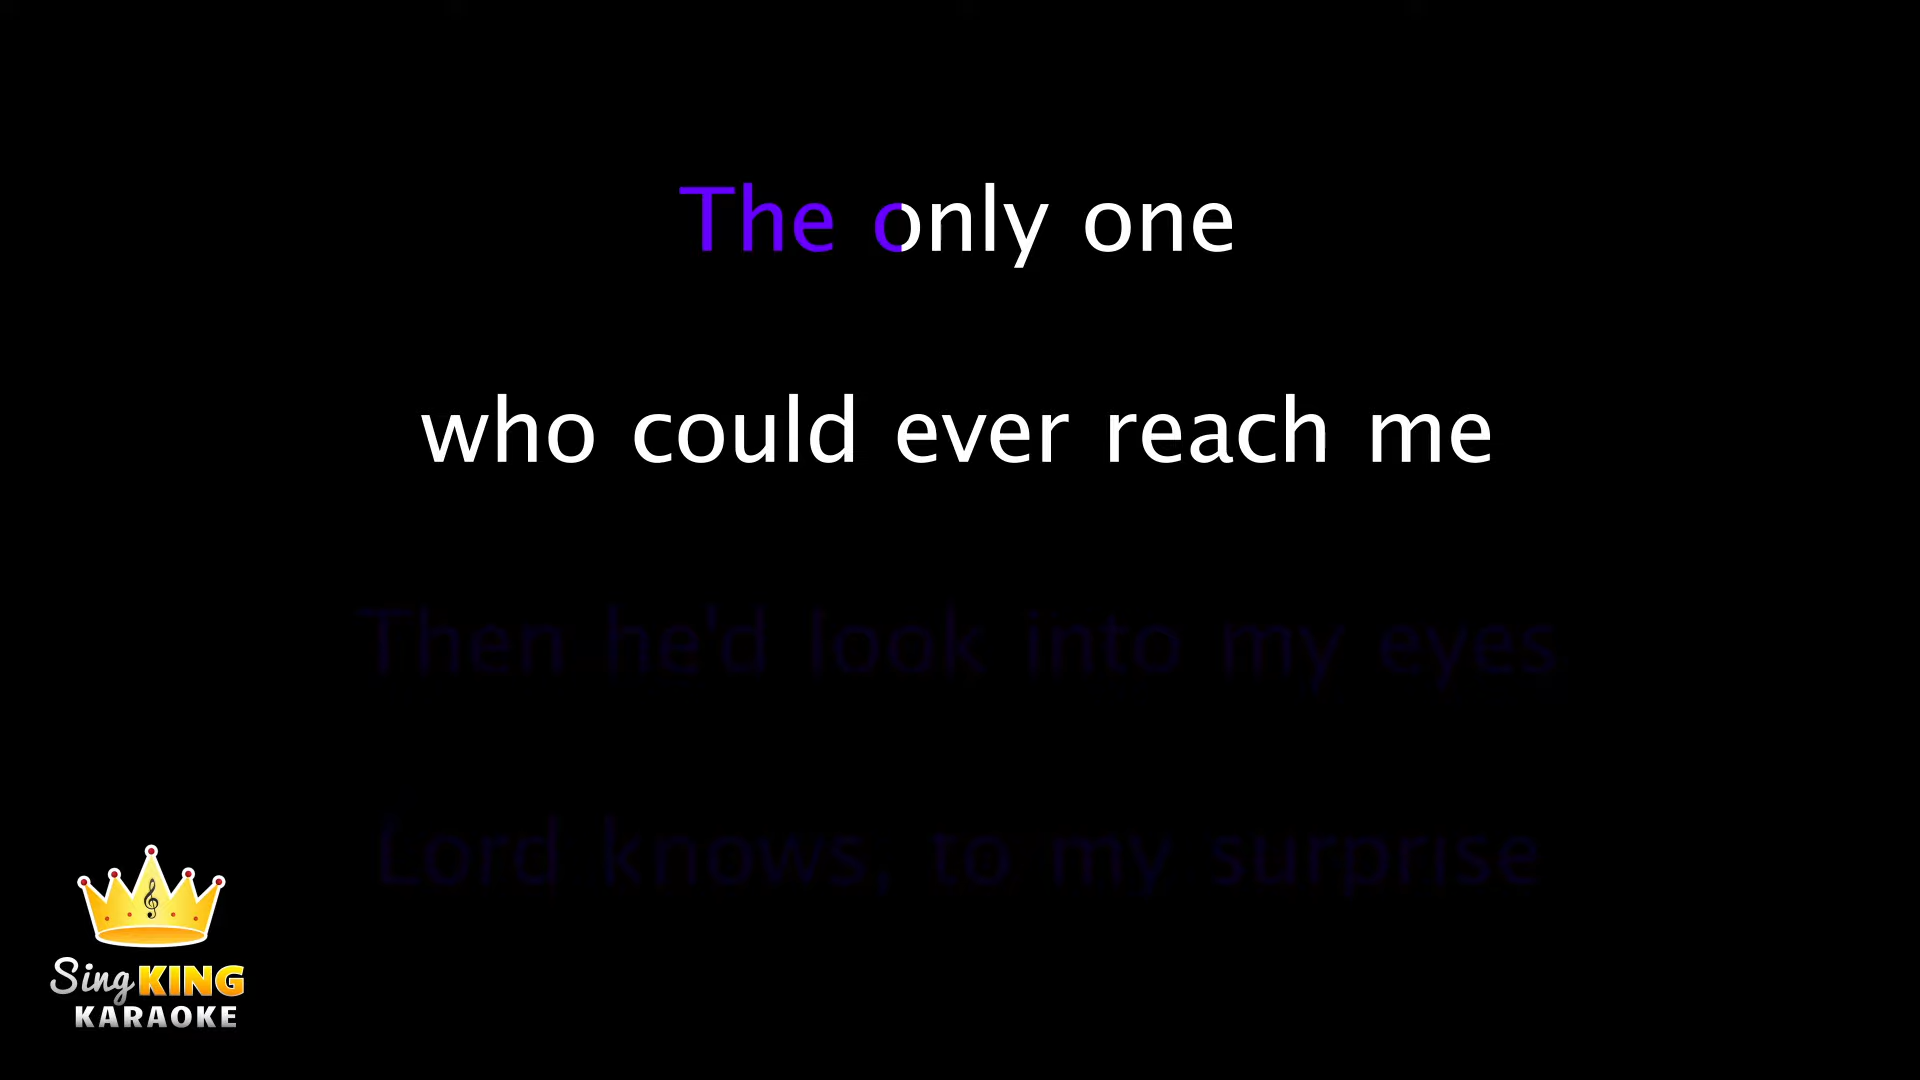 The only one
who could ever reach me
Then he'd look into my eyes
Lord knows, to my surprise
Sing KING
KARAOKE